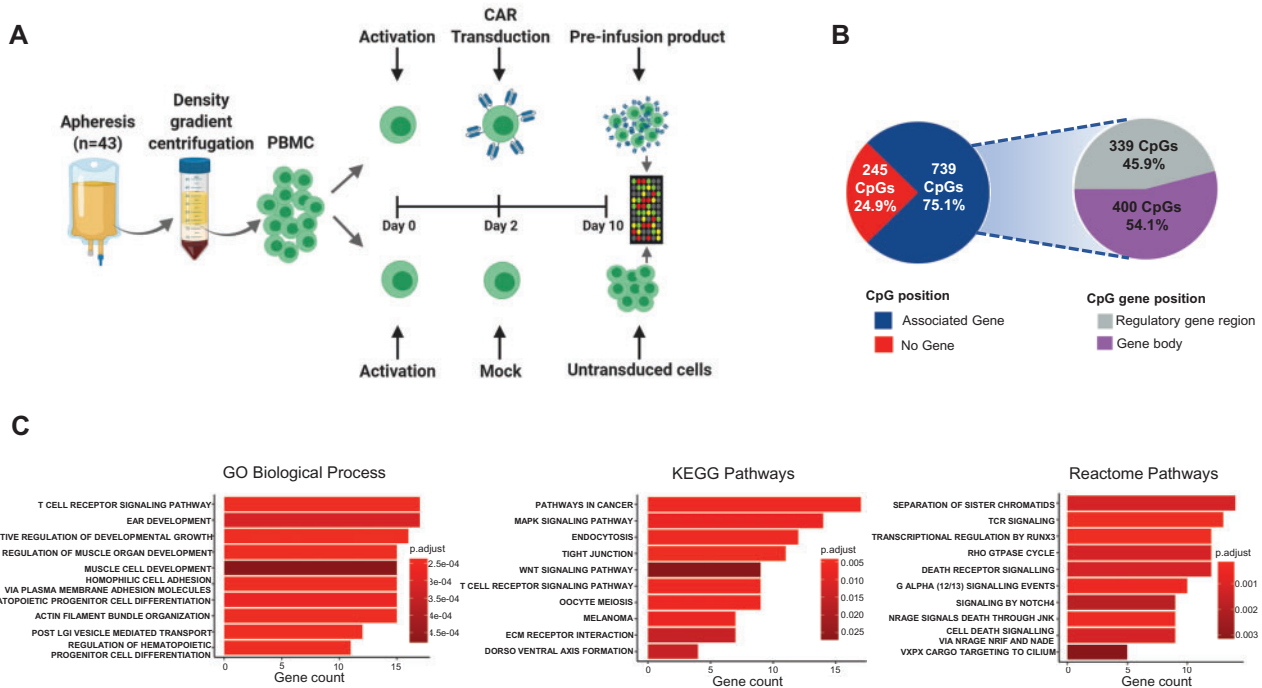 A
Apheresis
(n=43)
Density
gradient
centrifugation
PBMC
Activation
CAR
Transduction
Pre-infusion product
Day 0
Day 2
Day 10
Activation
Mock
Untransduced cells
B
245
CpGs
24.9%
739
CpGs
75.1%
339 CpGs
45.9%
400 CpGs
54.1%
CpG position
Associated Gene
No Gene
CpG gene position
Regulatory gene region
Gene body
C
GO Biological Process
T CELL RECEPTOR SIGNALING PATHWAY
EAR DEVELOPMENT
TIVE REGULATION OF DEVELOPMENTAL GROWTH
REGULATION OF MUSCLE ORGAN DEVELOPMENT
MUSCLE CELL DEVELOPMENT
HOMOPHILIC CELL ADHESION
VIA PLASMA MEMBRANE ADHESION MOLECULES
ATOPOIETIC PROGENITOR CELL DIFFERENTIATION
ACTIN FILAMENT BUNDLE ORGANIZATION
POST LGI VESICLE MEDIATED TRANSPORT
REGULATION OF HEMATOPOIETIC
PROGENITOR CELL DIFFERENTIATION
0 5 10 15
Gene count
p.adjust
2.5e-04
3e-04
4e-04
4.5e-04
KEGG Pathways
PATHWAYS IN CANCER
MAPK SIGNALING PATHWAY
ENDOCYTOSIS
TIGHT JUNCTION
WNT SIGNALING PATHWAY
T CELL RECEPTOR SIGNALING PATHWAY
OOCYTE MEIOSIS
MELANOMA
ECM RECEPTOR INTERACTION
DORSO VENTRAL AXIS FORMATION
0 5 10 15
Gene count
p.adjust
0.005
0.010
0.015
0.020
0.025
Reactome Pathways
SEPARATION OF SISTER CHROMATIDS
TCR SIGNALING
TRANSCRIPTIONAL REGULATION BY RUNX3
RHO GTPASE CYCLE
DEATH RECEPTOR SIGNALLING
G ALPHA (12/13) SIGNALLING EVENTS
SIGNALING BY NOTCH4
NRAGE SIGNALS DEATH THROUGH JNK
CELL DEATH SIGNALLING
VIA NRAGE NRIF AND NADE
VXPX CARGO TARGETING TO CILIUM
0 5 10
Gene count
p.adjust
0.001
0.002
0.003